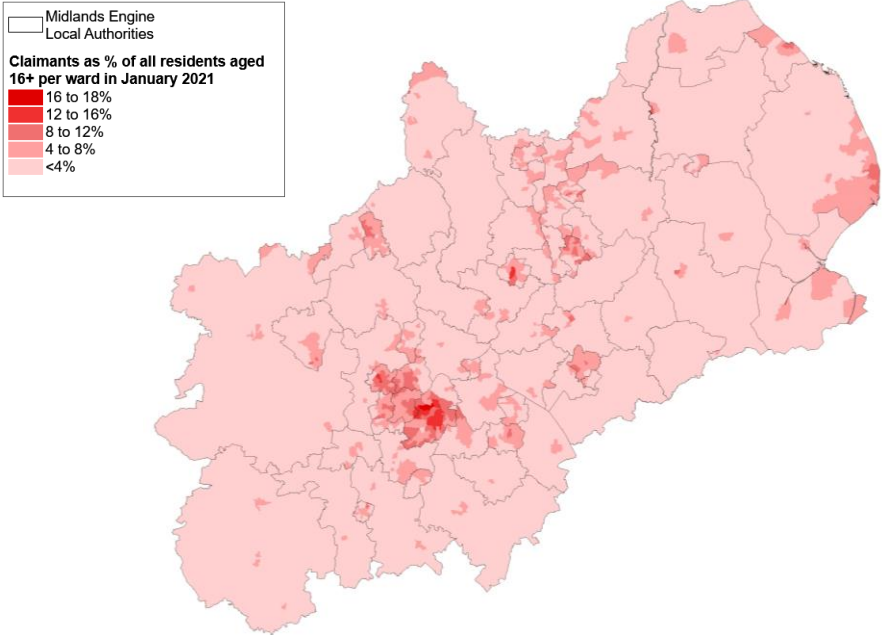 Midlands Engine
Local Authorities
Claimants as % of all residents aged
16+ per ward in January 2021
16 to 18%
12 to 16%
8 to 12%
4 to 8%
<4%